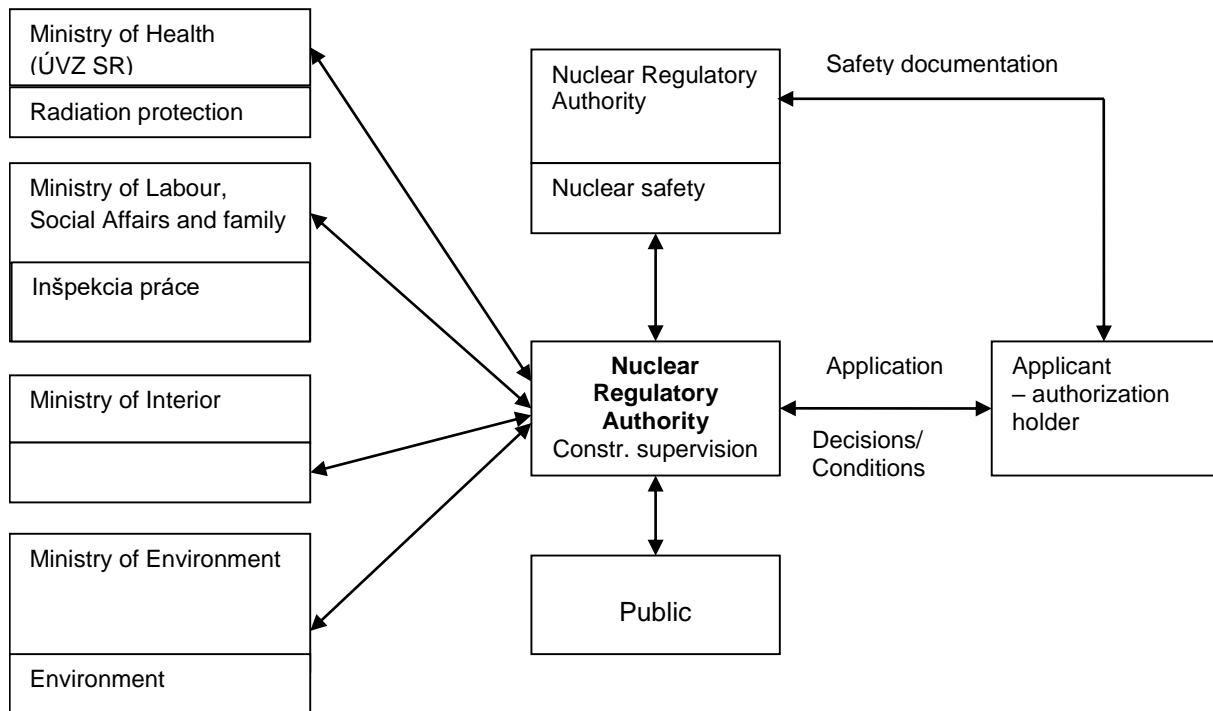 Ministry of Health
(ÚVZ SR)
Radiation protection
Ministry of Labour,
Social Affairs and family
Inšpekcia práce
Ministry of Interior
Ministry of Environment
Environment
Nuclear Regulatory
Authority
Nuclear safety
Nuclear
Regulatory
Authority
Constr. supervision
Public
Safety documentation
Application
Decisions/
Conditions
Applicant
– authorization
holder